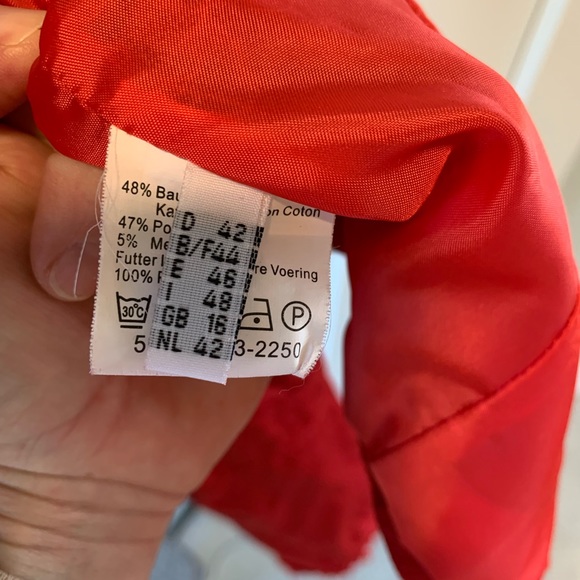 48% Bau
on Coton
Ka
47% Po
5% Me
Futter
re Voering
100%
30°C
P
5
3-2250
D 42
B/F44
E 46
I 48
GB 16
NL 42